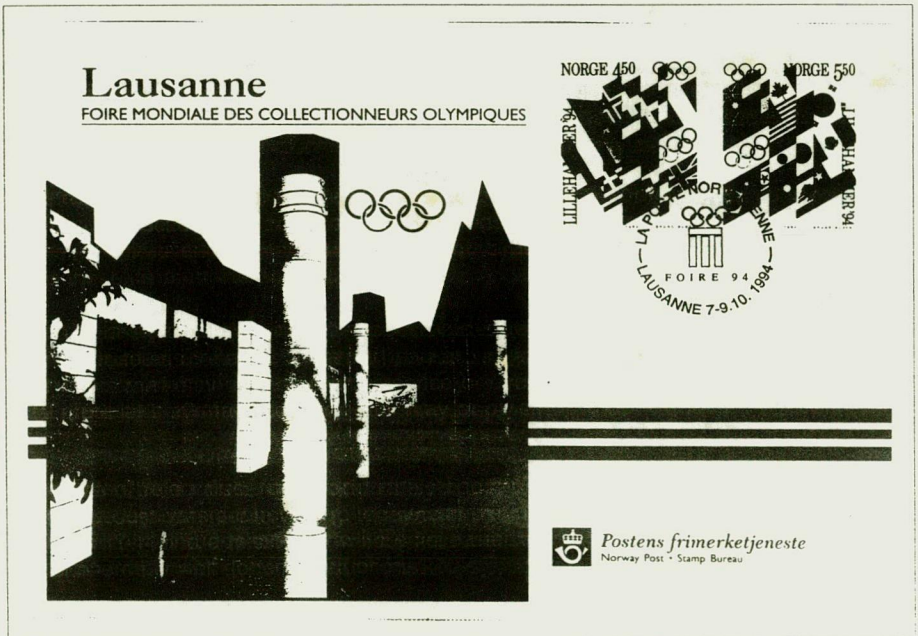 Lausanne
FOIRE MONDIALE DES COLLECTIONNEURS OLYMPIQUES
NORGE 450
NORGE 550
LILLEHAMMER '94
LILLEHAMMER '94
LA POSTE NORVEGIENNE
FOIRE 94
LAUSANNE 7-9.10.1994
Postens frimerketjeneste
Norway Post • Stamp Bureau